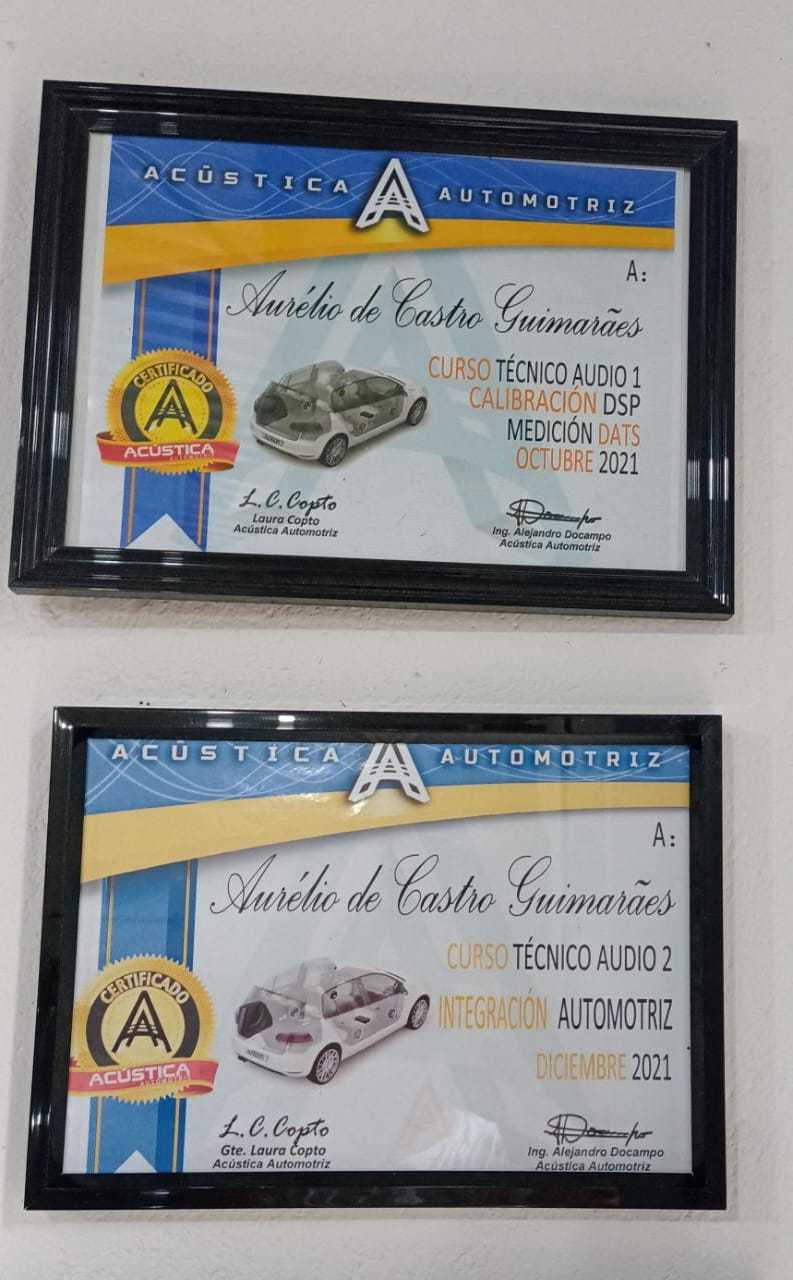 ACÚSTICA AUTOMOTRIZ
A:
Aurélio de Castro Guimarães
CURSO TÉCNICO AUDIO 1
CALIBRACIÓN DSP
MEDICIÓN DATS
OCTUBRE 2021
CERTIFICADO
ACÚSTICA
AUTOMOTRIZ
L.C.Copto
Laura Copto
Acústica Automotriz
Ing. Alejandro Docampo
Acústica Automotriz
ACÚSTICA AUTOMOTRIZ
A:
Aurélio de Castro Guimarães
CURSO TÉCNICO AUDIO 2
INTEGRACIÓN AUTOMOTRIZ
DICIEMBRE 2021
CERTIFICADO
ACÚSTICA
AUTOMOTRIZ
L.C.Copto
Gte. Laura Copto
Acústica Automotriz
Ing. Alejandro Docampo
Acústica Automotriz